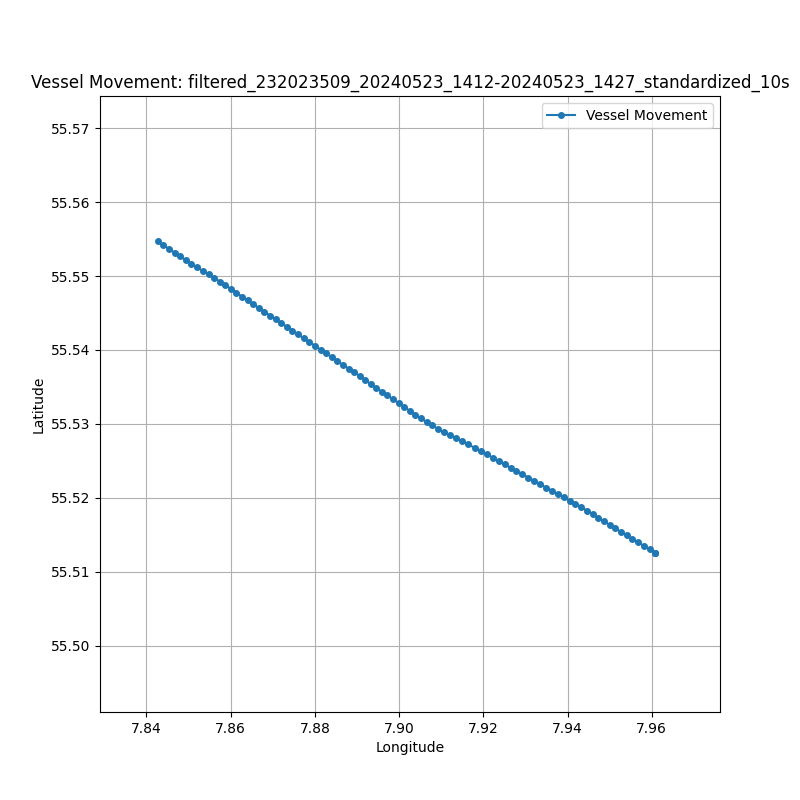 Vessel Movement: filtered_232023509_20240523_1412-20240523_1427_standardized_10s
Vessel Movement
55.57
55.56
55.55
55.54
55.53
55.52
55.51
55.50
Latitude
7.84 7.86 7.88 7.90 7.92 7.94 7.96
Longitude